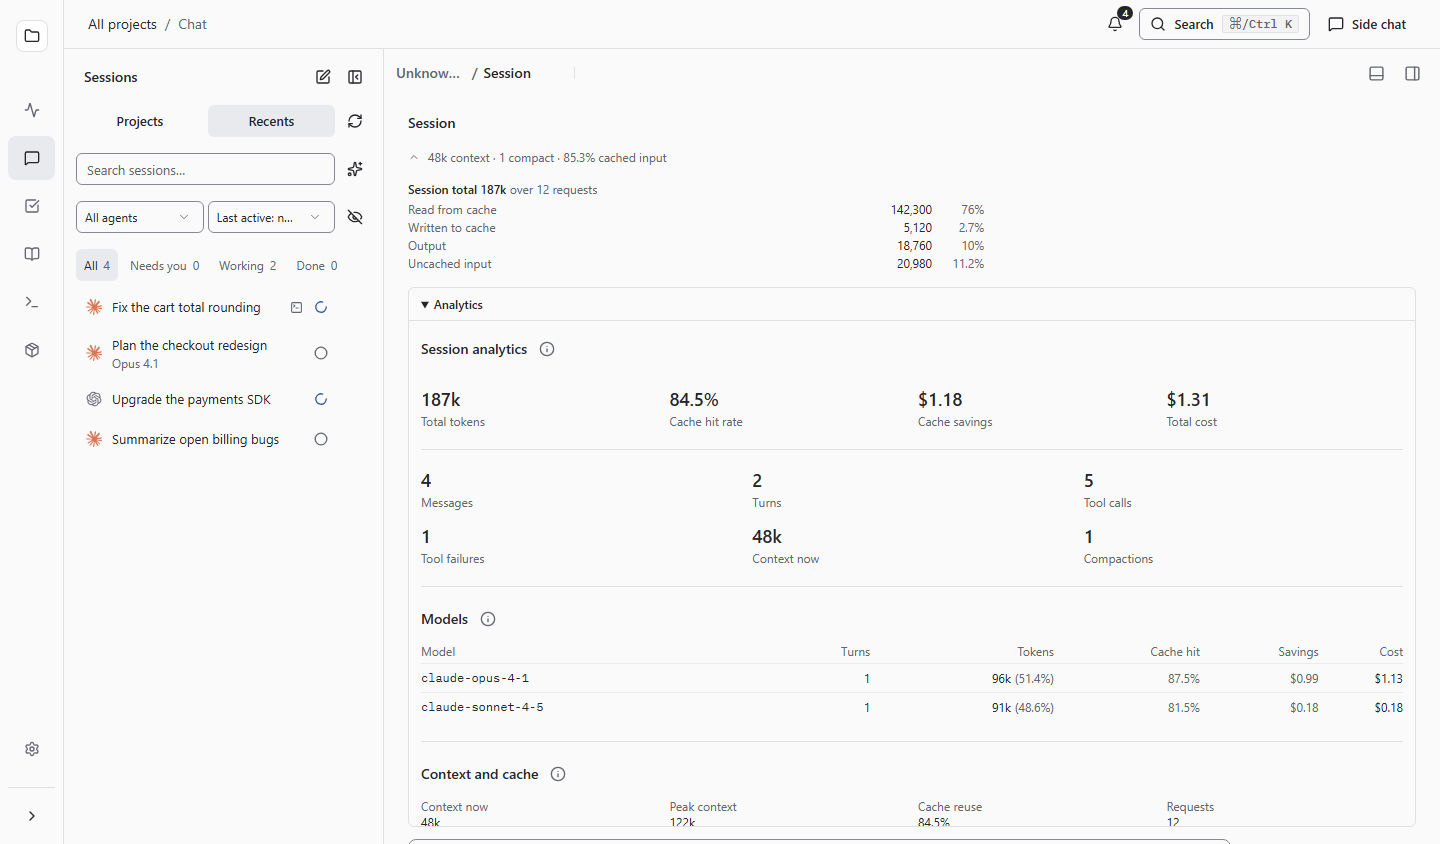 All projects / Chat
4
Search ⌘/Ctrl K
Side chat
Sessions
Projects
Recents
Search sessions...
All agents
Last active: n...
All 4
Needs you 0
Working 2
Done 0
Fix the cart total rounding
Plan the checkout redesign
Opus 4.1
Upgrade the payments SDK
Summarize open billing bugs
Unknow... / Session
Session
48k context · 1 compact · 85.3% cached input
Session total 187k over 12 requests
Read from cache 142,300 76%
Written to cache 5,120 2.7%
Output 18,760 10%
Uncached input 20,980 11.2%
Analytics
Session analytics
187k 84.5% $1.18 $1.31
Total tokens Cache hit rate Cache savings Total cost
4 2 5
Messages Turns Tool calls
1 48k 1
Tool failures Context now Compactions
Models
Model Turns Tokens Cache hit Savings Cost
claude-opus-4-1 1 96k (51.4%) 87.5% $0.99 $1.13
claude-sonnet-4-5 1 91k (48.6%) 81.5% $0.18 $0.18
Context and cache
Context now Peak context Cache reuse Requests
48k 122k 84.5% 12